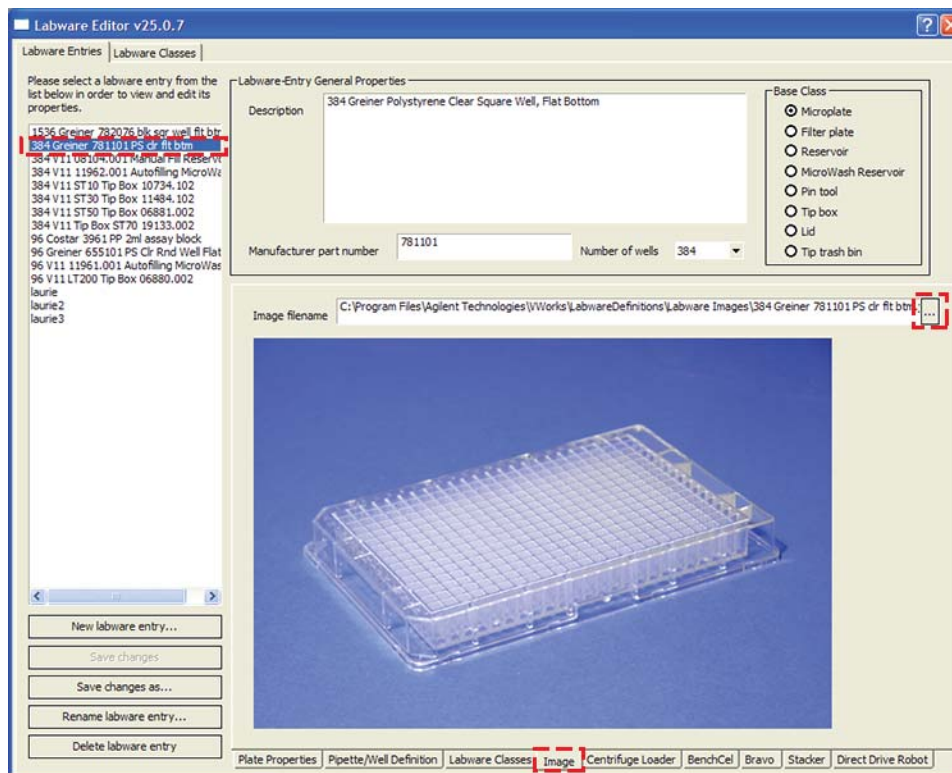 Labware Editor v25.0.7
Labware Entries
Labware Classes
Please select a labware entry from the
list below in order to view and edit its
properties.
1536 Greiner 782076 blk sqr well flt btm
384 Greiner 781101 PS clr flt btm
384 V11 08104.001 Manual Fill Reservo
384 V11 11962.001 Autofilling MicroWa
384 V11 ST10 Tip Box 10734.102
384 V11 ST30 Tip Box 11484.102
384 V11 ST50 Tip Box 06881.002
384 V11 Tip Box ST70 19133.002
96 Costar 3961 PP 2ml assay block
96 Greiner 655101 PS Clr Rnd Well Flat
96 V11 11961.001 Autofilling MicroWas
96 V11 LT200 Tip Box 06880.002
laurie
laurie2
laurie3
New labware entry...
Save changes
Save changes as...
Rename labware entry...
Delete labware entry
Labware-Entry General Properties
Description
384 Greiner Polystyrene Clear Square Well, Flat Bottom
Manufacturer part number
781101
Number of wells
384
Base Class
Microplate
Filter plate
Reservoir
MicroWash Reservoir
Pin tool
Tip box
Lid
Tip trash bin
Image filename
C:\Program Files\Agilent Technologies\VWorks\LabwareDefinitions\Labware Images\384 Greiner 781101 PS clr flt btm.
...
Plate Properties
Pipette/Well Definition
Labware Classes
Image
Centrifuge Loader
BenchCel
Bravo
Stacker
Direct Drive Robot